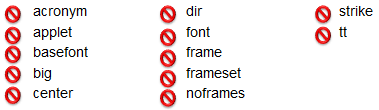 acronym
applet
basefont
big
center
dir
font
frame
frameset
noframes
strike
tt